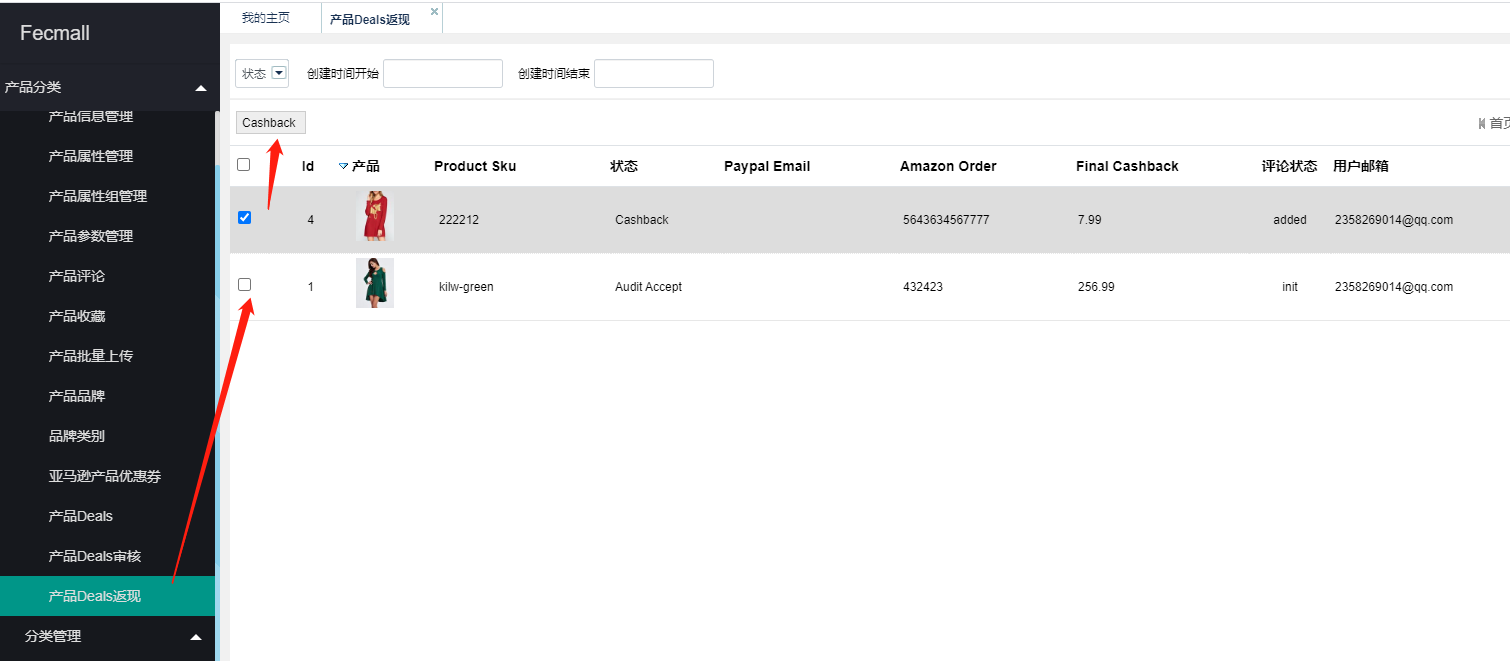 Fecmall
产品分类
产品信息管理
产品属性管理
产品属性组管理
产品参数管理
产品评论
产品收藏
产品批量上传
产品品牌
品牌类别
亚马逊产品优惠券
产品Deals
产品Deals审核
产品Deals返现
分类管理
我的主页 产品Deals返现
状态 创建时间开始 创建时间结束
Cashback 首页
Id 产品 Product Sku 状态 Paypal Email Amazon Order Final Cashback 评论状态 用户邮箱
4 222212 Cashback 5643634567777 7.99 added 2358269014@qq.com
1 kilw-green Audit Accept 432423 256.99 init 2358269014@qq.com